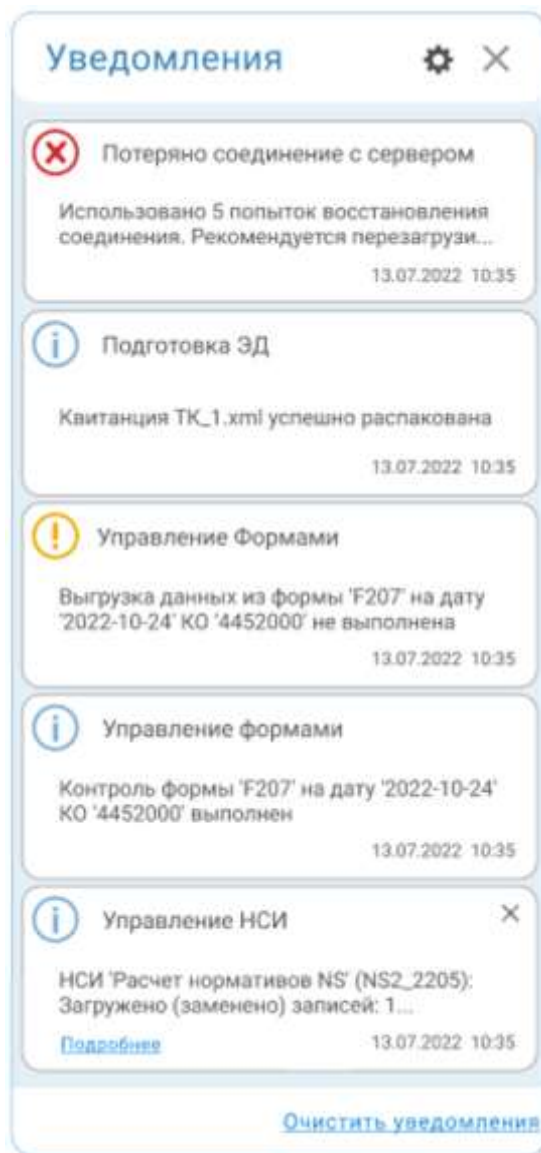 Уведомления
Потеряно соединение с сервером
Использовано 5 попыток восстановления
соединения. Рекомендуется перезагрузи...
13.07.2022 10:35
Подготовка ЭД
Квитанция ТК_1.xml успешно распакована
13.07.2022 10:35
Управление Формами
Выгрузка данных из формы 'F207' на дату
'2022-10-24' КО '4452000' не выполнена
13.07.2022 10:35
Управление формами
Контроль формы 'F207' на дату '2022-10-24'
КО '4452000' выполнен
13.07.2022 10:35
Управление НСИ
НСИ 'Расчет нормативов NS' (NS2_2205):
Загружено (заменено) записей: 1...
Подробнее 13.07.2022 10:35
Очистить уведомления